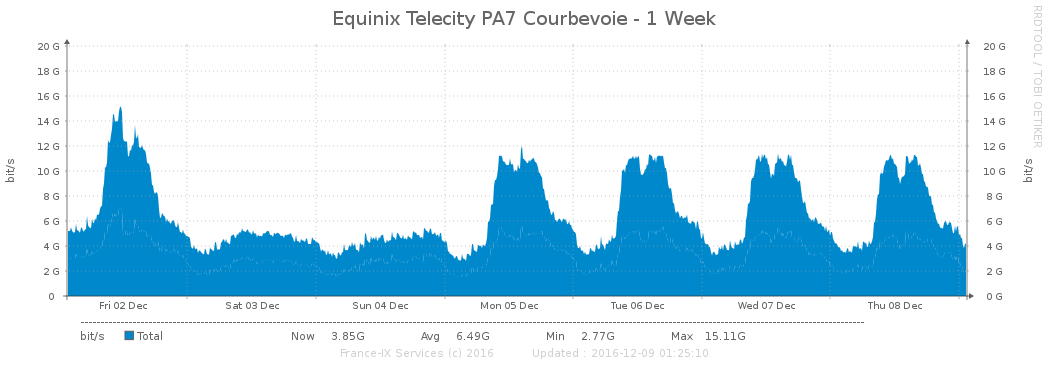 Equinix Telecity PA7 Courbevoie - 1 Week
RRDTOOL / TOBI OETIKER
bit/s
20 G
18 G
16 G
14 G
12 G
10 G
8 G
6 G
4 G
2 G
0
20 G
18 G
16 G
14 G
12 G
10 G
8 G
6 G
4 G
2 G
0 G
bit/s
Fri 02 Dec Sat 03 Dec Sun 04 Dec Mon 05 Dec Tue 06 Dec Wed 07 Dec Thu 08 Dec
bit/s Total Now 3.85G Avg 6.49G Min 2.77G Max 15.11G
France-IX Services (c) 2016 Updated : 2016-12-09 01:25:10